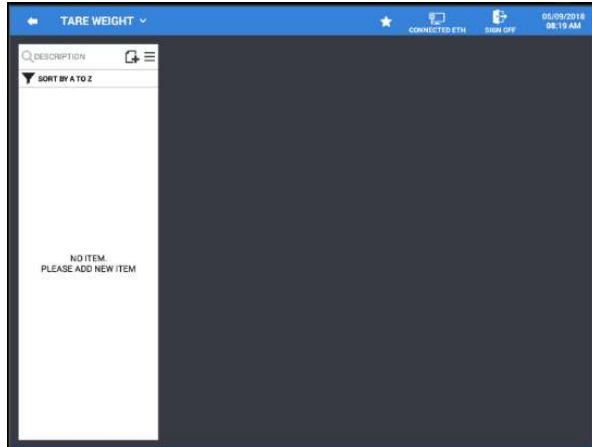 TARE WEIGHT
CONNECTED ETH
SIGN OFF
05/09/2018
08:19 AM
DESCRIPTION
SORT BY A TO Z
NO ITEM.
PLEASE ADD NEW ITEM